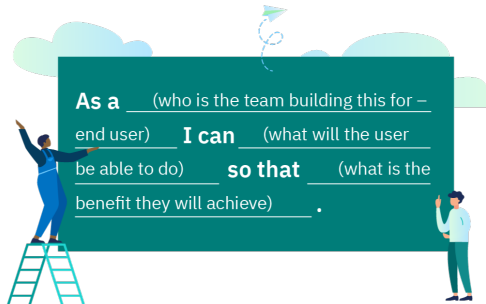 As a (who is the team building this for –
end user) I can (what will the user
be able to do) so that (what is the
benefit they will achieve) .